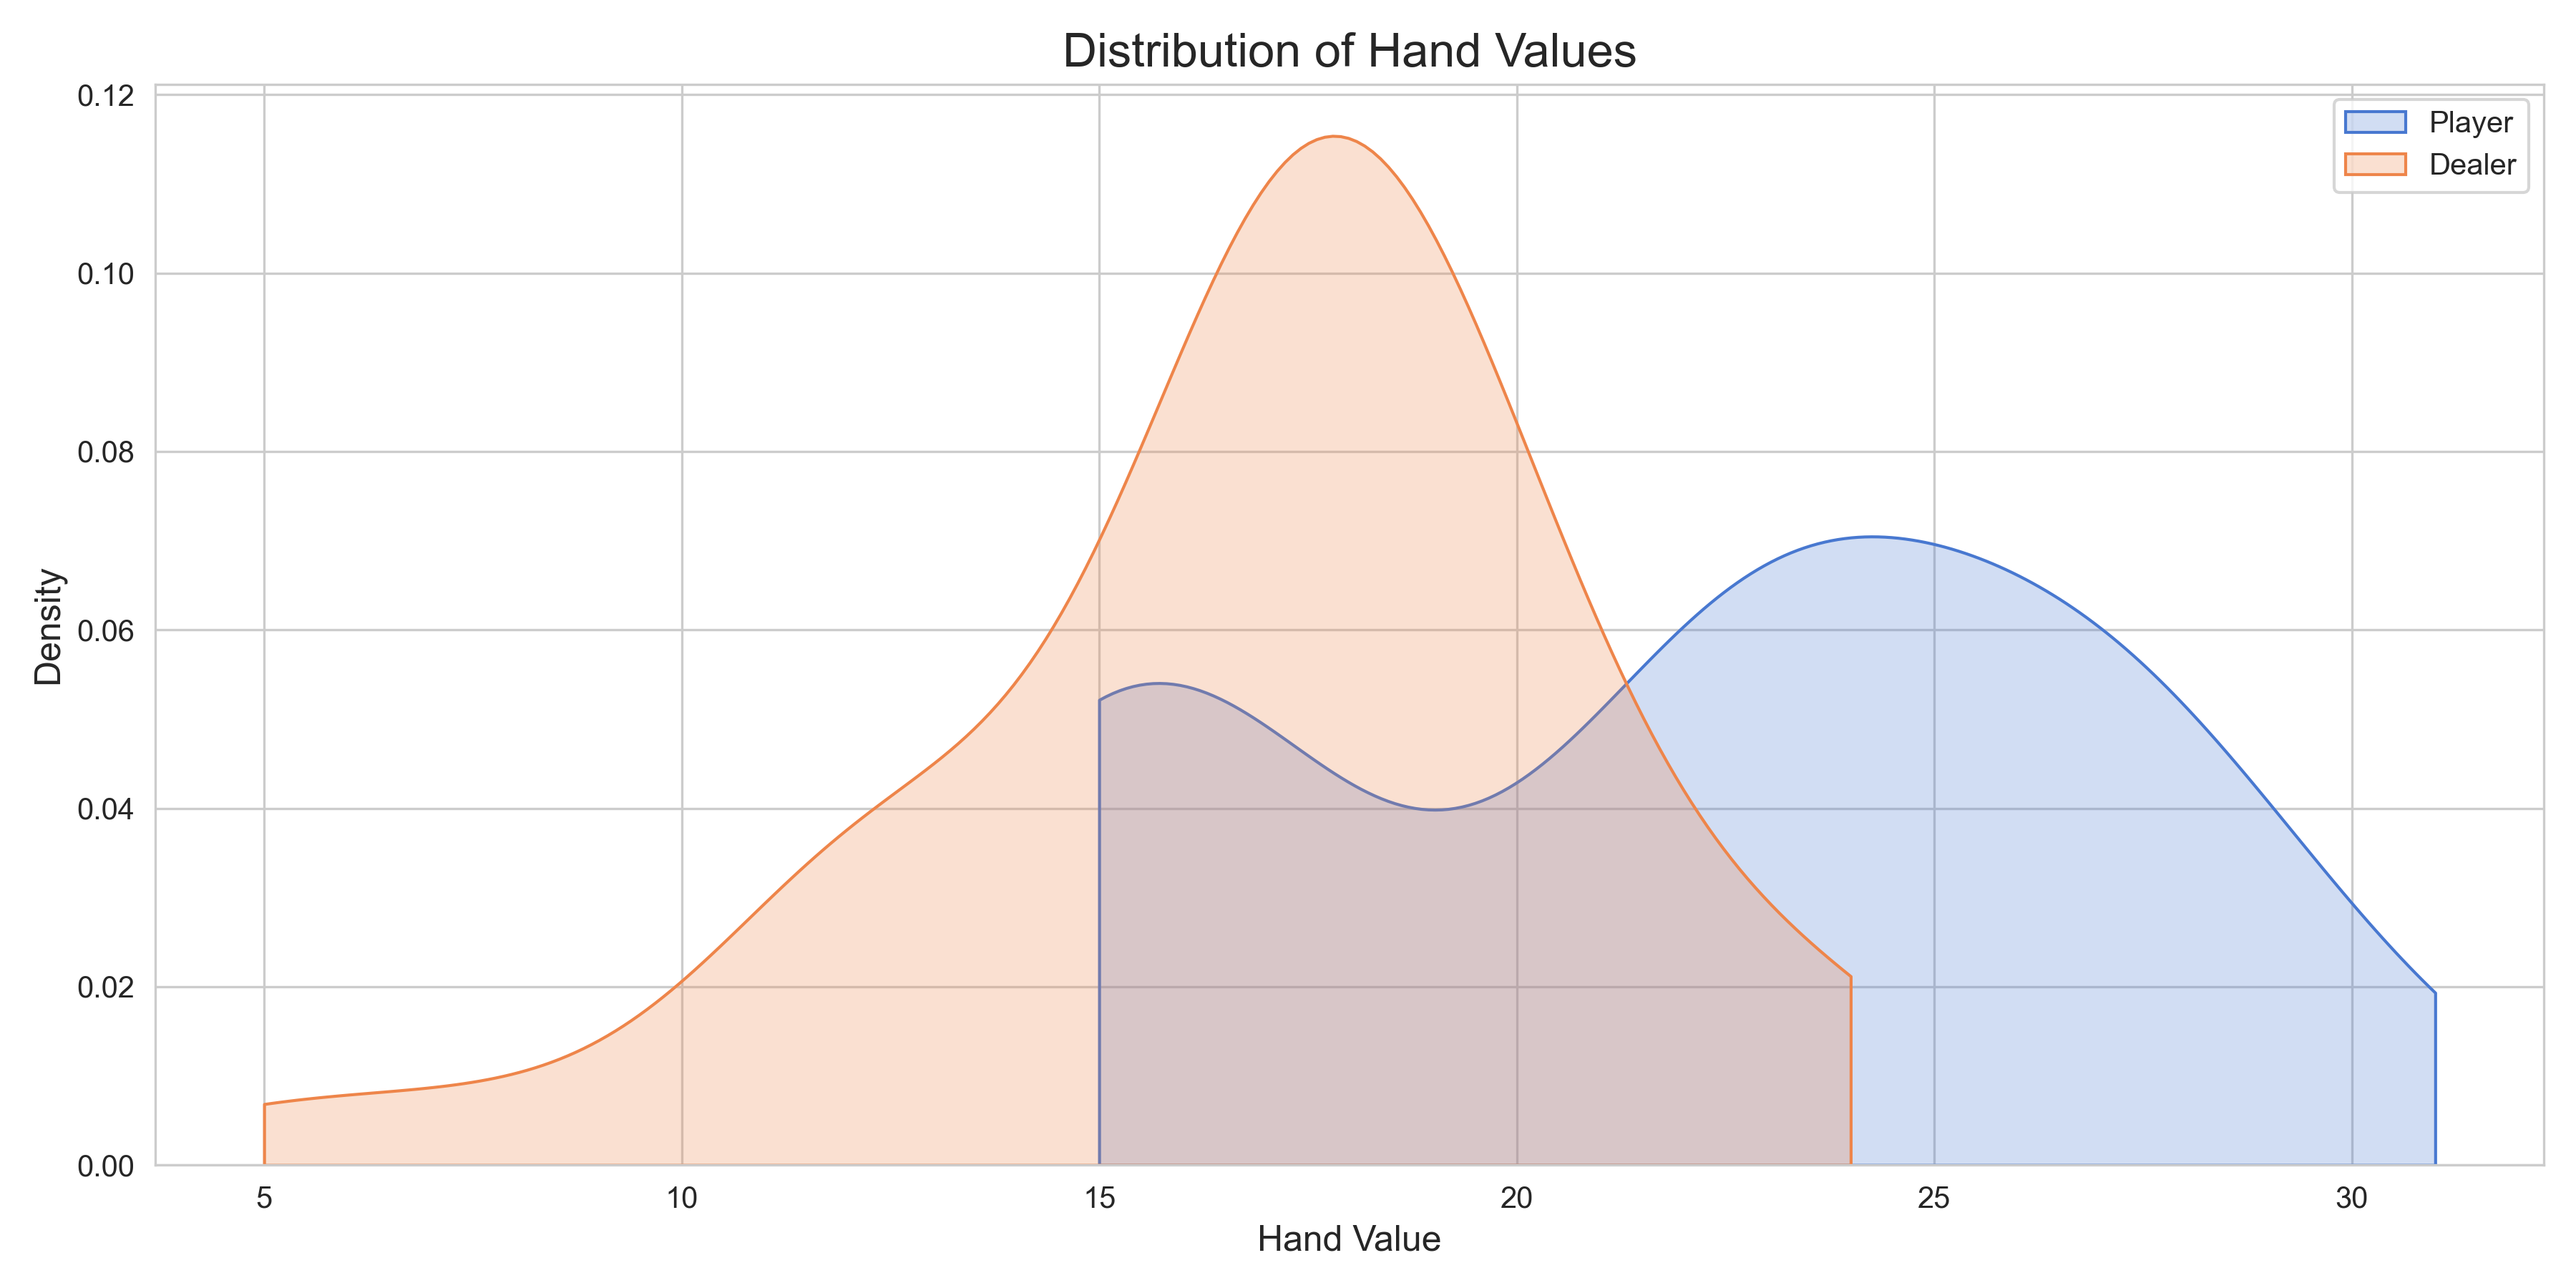 Distribution of Hand Values
Player
Dealer
Density
0.12
0.10
0.08
0.06
0.04
0.02
0.00
5 10 15 20 25 30
Hand Value